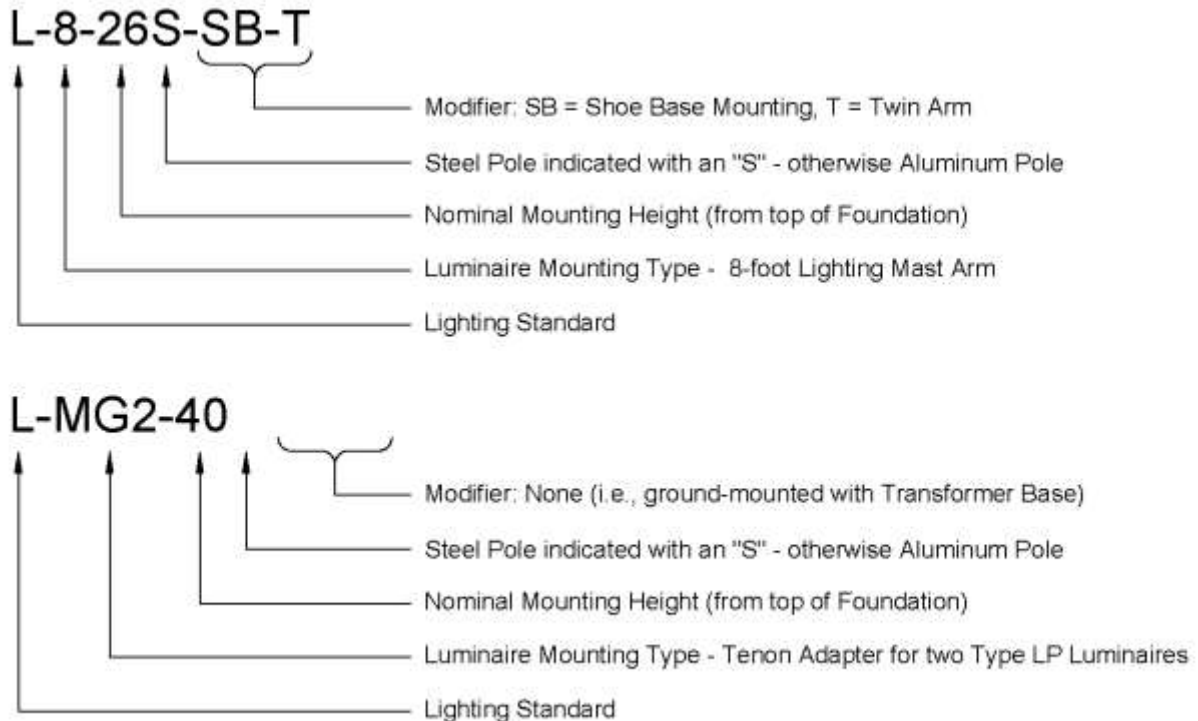 L-8-26S-SB-T
Modifier: SB = Shoe Base Mounting, T = Twin Arm
Steel Pole indicated with an "S" - otherwise Aluminum Pole
Nominal Mounting Height (from top of Foundation)
Luminaire Mounting Type - 8-foot Lighting Mast Arm
Lighting Standard
L-MG2-40
Modifier: None (i.e., ground-mounted with Transformer Base)
Steel Pole indicated with an "S" - otherwise Aluminum Pole
Nominal Mounting Height (from top of Foundation)
Luminaire Mounting Type - Tenon Adapter for two Type LP Luminaires
Lighting Standard